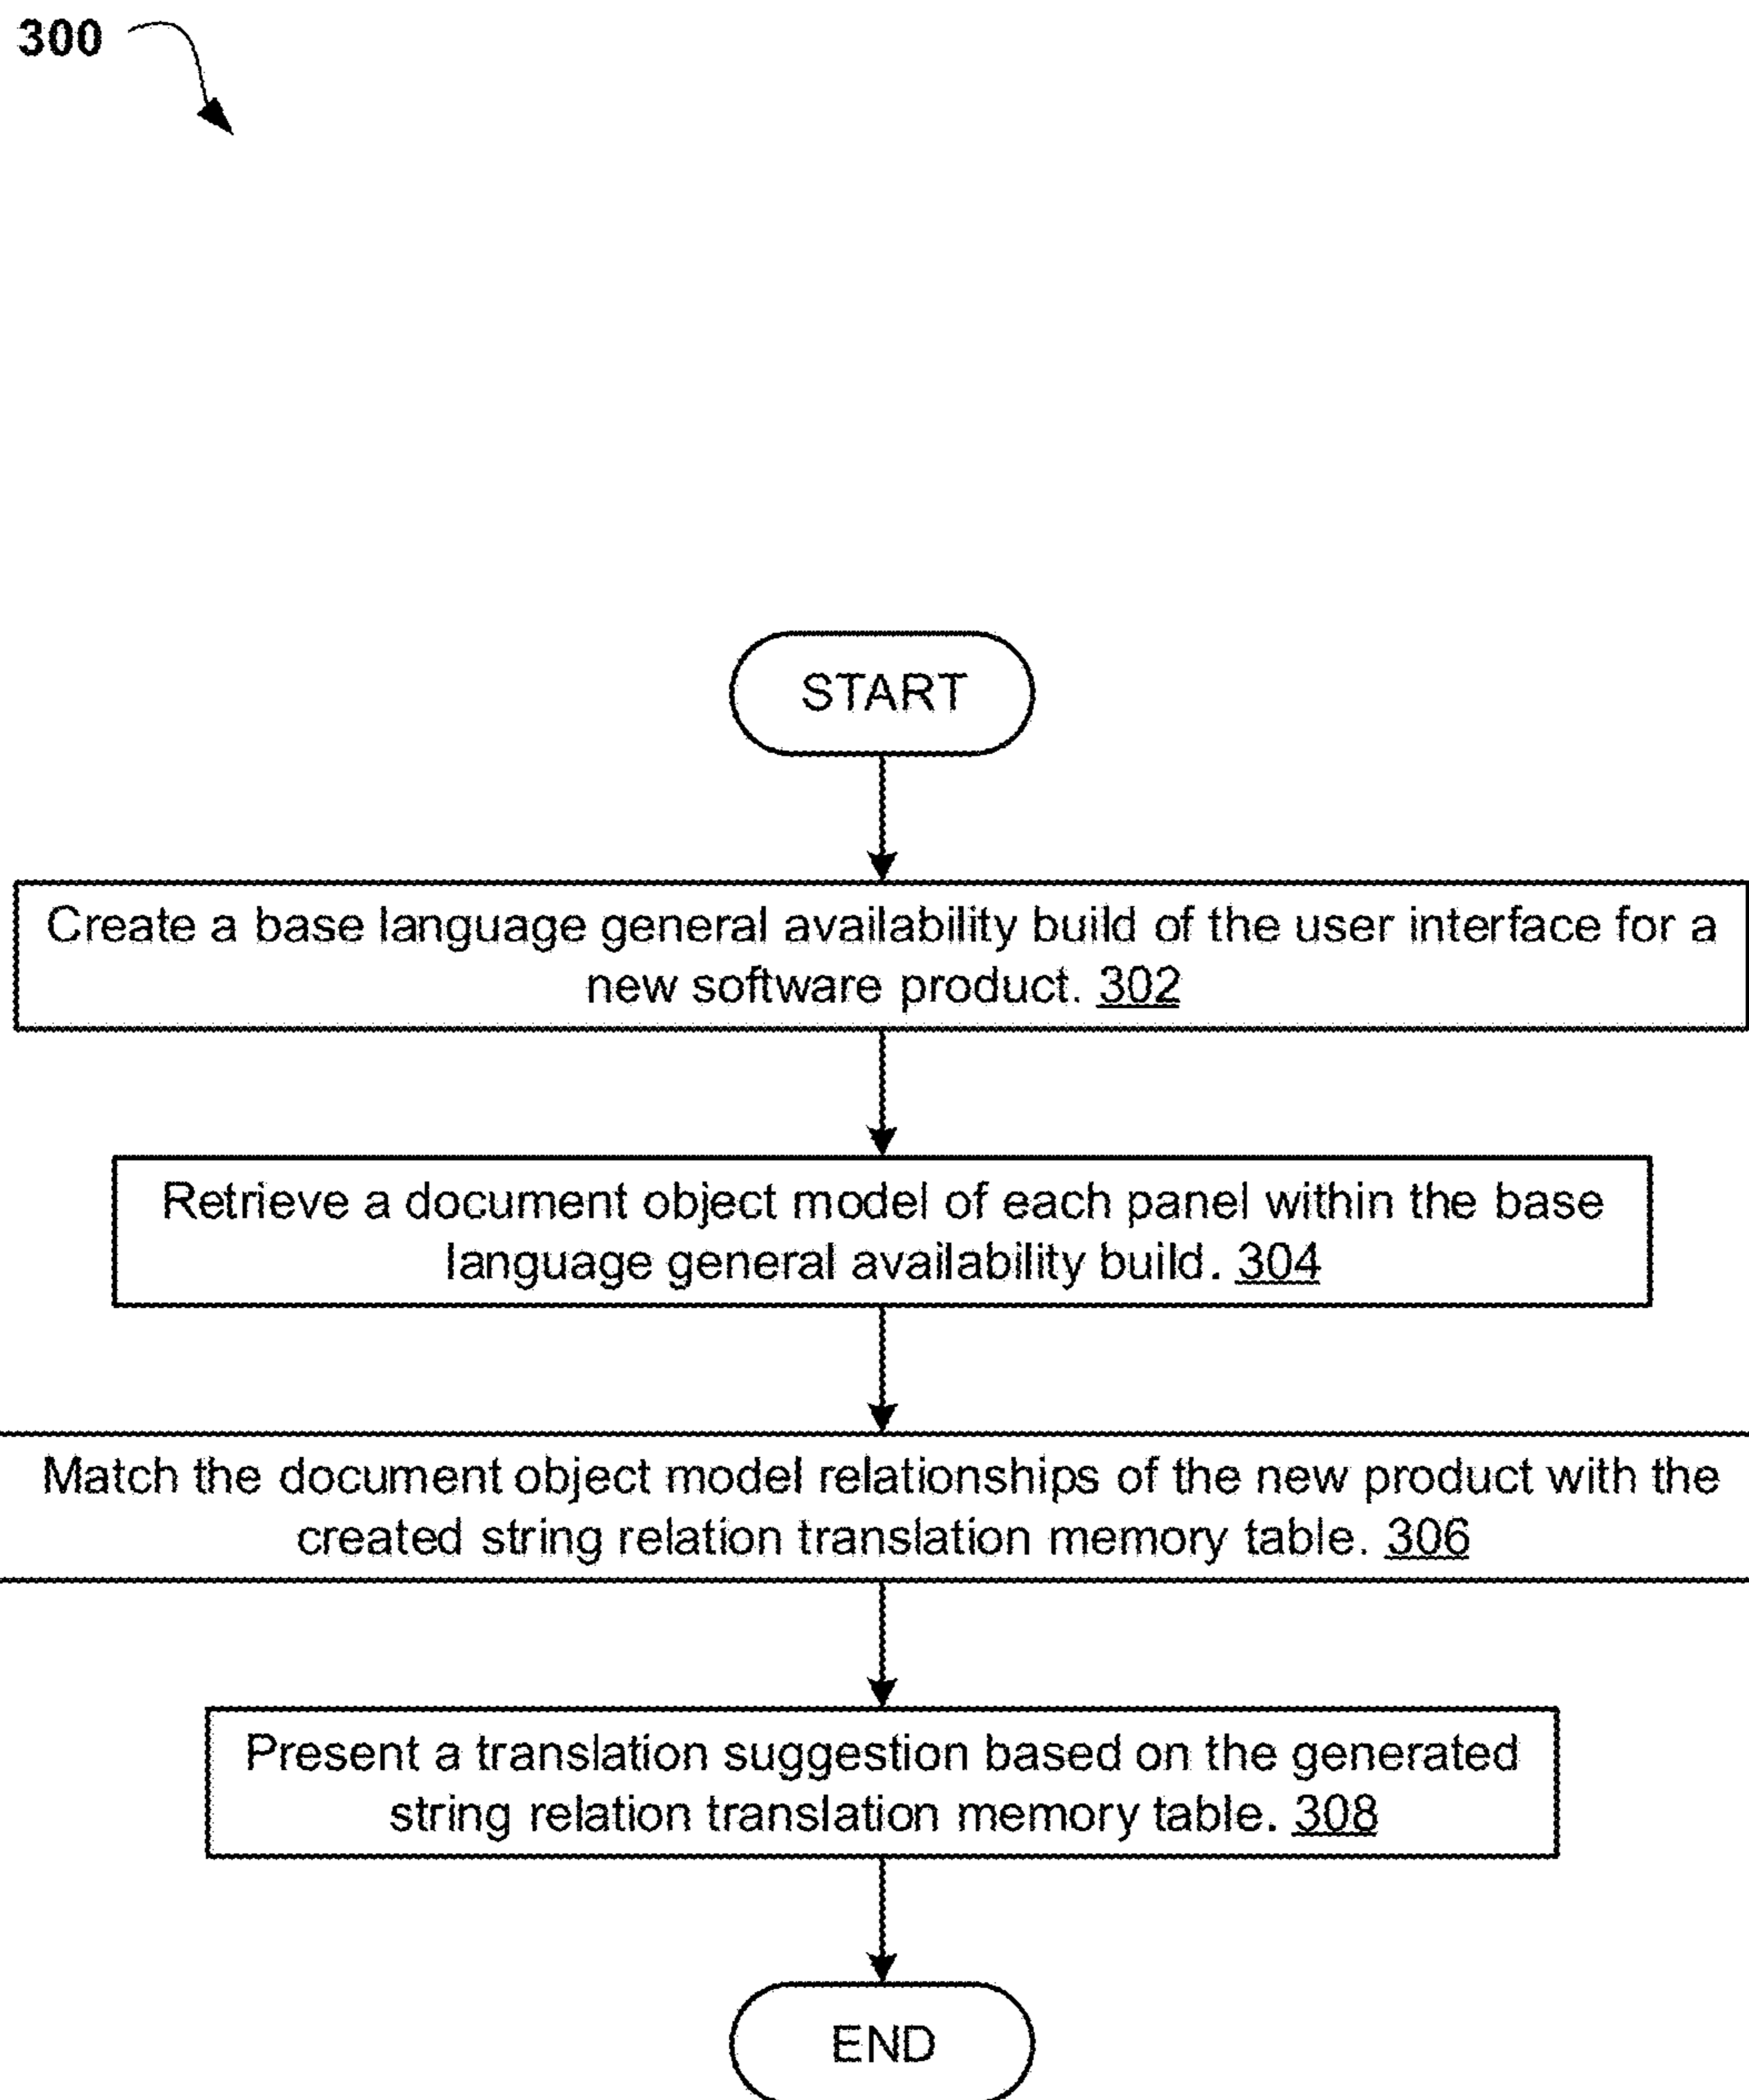 300
START
Create a base language general availability build of the user interface for a
new software product. 302
Retrieve a document object model of each panel within the base
language general availability build. 304
Match the document object model relationships of the new product with the
created string relation translation memory table. 306
Present a translation suggestion based on the generated
string relation translation memory table. 308
END